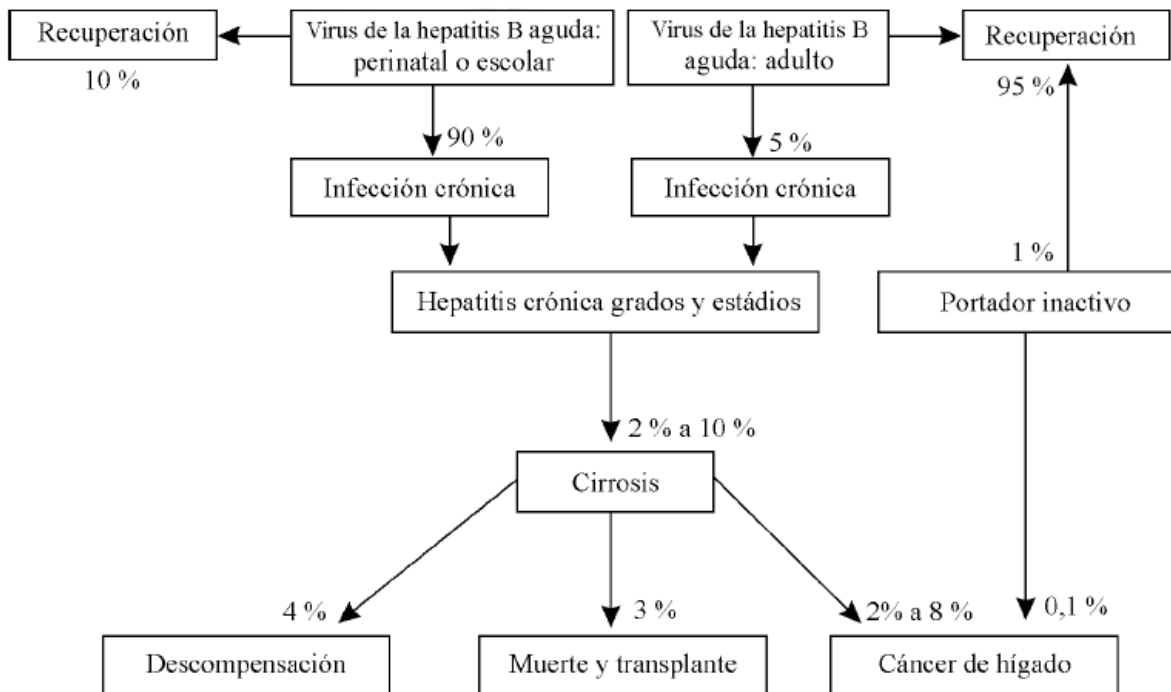 Recuperación
10 %
Virus de la hepatitis B aguda:
perinatal o escolar
Virus de la hepatitis B
aguda: adulto
Recuperación
95 %
90 %
5 %
Infección crónica
Infección crónica
1 %
Hepatitis crónica grados y estádios
Portador inactivo
2 % a 10 %
Cirrosis
4 %
3 %
2% a 8 %
0,1 %
Descompensación
Muerte y transplante
Cáncer de hígado